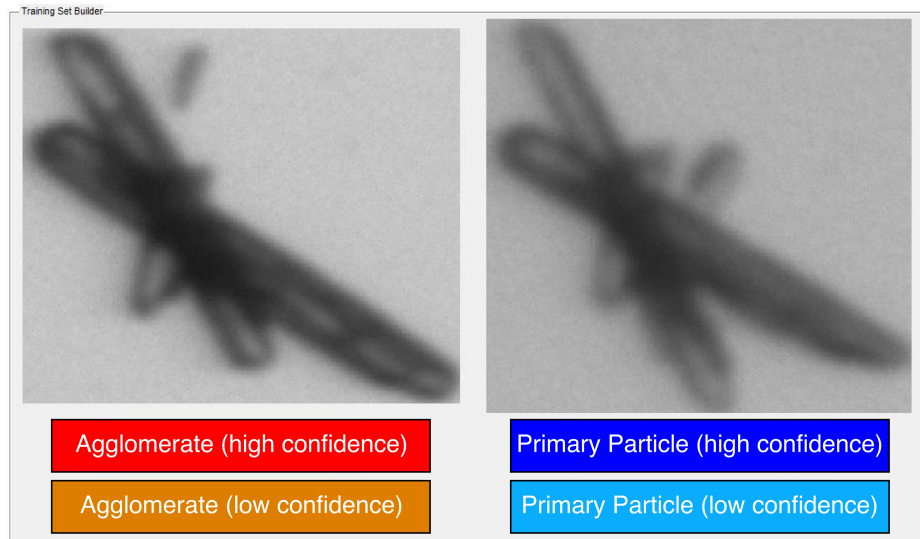 Training Set Builder
Agglomerate (high confidence)
Primary Particle (high confidence)
Agglomerate (low confidence)
Primary Particle (low confidence)